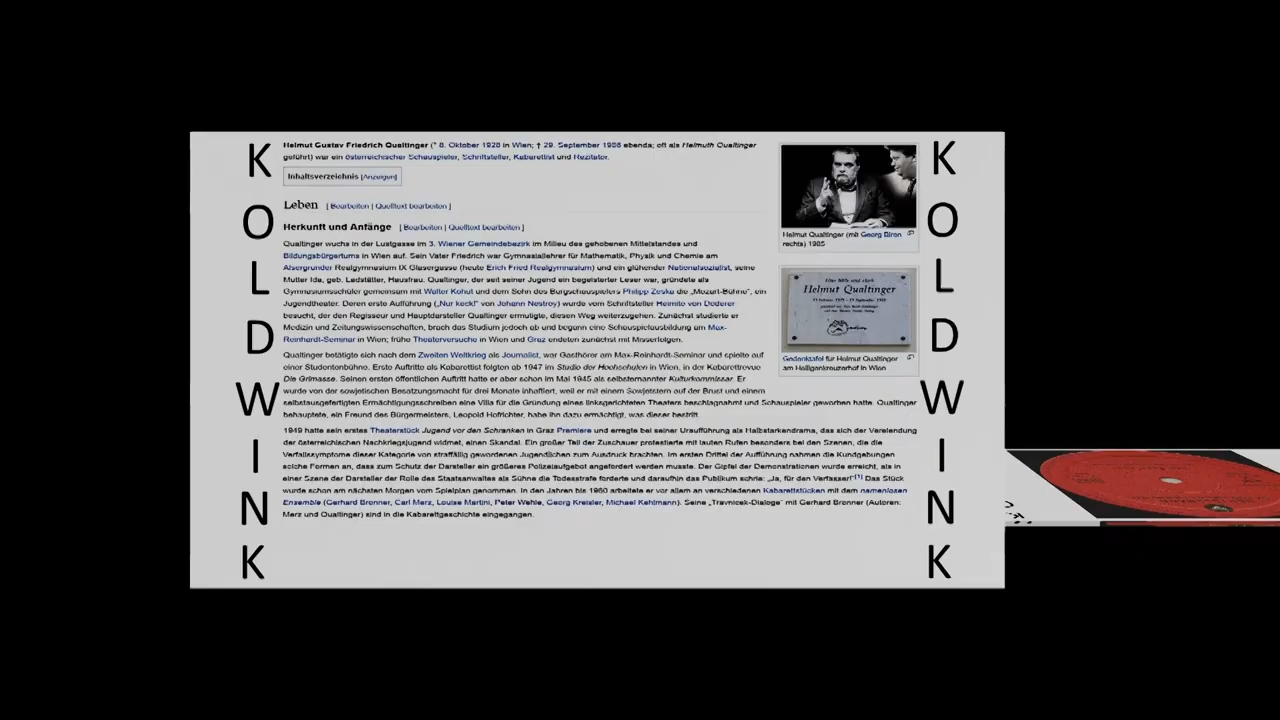 K
O
L
D
W
I
N
K
Helmut Gustav Friedrich Qualtinger (* 8. Oktober 1928 in Wien; † 29. September 1986 ebenda; oft als Helmuth Qualtinger
geführt) war ein österreichischer Schauspieler, Schriftsteller, Kabarettist und Rezitator.
Inhaltsverzeichnis [Anzeigen]
Leben [ Bearbeiten | Quelltext bearbeiten ]
Herkunft und Anfänge [ Bearbeiten | Quelltext bearbeiten ]
Qualtinger wuchs in der Lustgasse im 3. Wiener Gemeindebezirk im Milieu des gehobenen Mittelstandes und
Bildungsbürgertums in Wien auf. Sein Vater Friedrich war Gymnasiallehrer für Mathematik, Physik und Chemie am
Alsergrunder Realgymnasium IX Glasergasse (heute Erich Fried Realgymnasium) und ein glühender Nationalsozialist, seine
Mutter Ida, geb. Ladstätter, Hausfrau. Qualtinger, der seit seiner Jugend ein begeisterter Leser war, gründete als
Gymnasiumsschüler gemeinsam mit Walter Kohut und dem Sohn des Burgschauspielers Philipp Zeska die „Mozart-Bühne“, ein
Jugendtheater. Deren erste Aufführung („Nur keck!“ von Johann Nestroy) wurde vom Schriftsteller Heimito von Doderer
besucht, der den Regisseur und Hauptdarsteller Qualtinger ermutigte, diesen Weg weiterzugehen. Zunächst studierte er
Medizin und Zeitungswissenschaften, brach das Studium jedoch ab und begann eine Schauspielausbildung am Max-
Reinhardt-Seminar in Wien; frühe Theaterversuche in Wien und Graz endeten zunächst mit Misserfolgen.
Qualtinger betätigte sich nach dem Zweiten Weltkrieg als Journalist, war Gasthörer am Max-Reinhardt-Seminar und spielte auf
einer Studentenbühne. Erste Auftritte als Kabarettist folgten ab 1947 im Studio der Hochschulen in Wien, in der Kabarettrevue
Die Grimasse. Seinen ersten öffentlichen Auftritt hatte er aber schon im Mai 1945 als selbsternannter Kulturkommissar. Er
wurde von der sowjetischen Besatzungsmacht für drei Monate inhaftiert, weil er mit einem Sowjetstern auf der Brust und einem
selbstausgefertigten Ermächtigungsschreiben eine Villa für die Gründung eines linksgerichteten Theaters beschlagnahmt und Schauspieler geworben hatte. Qualtinger
behauptete, ein Freund des Bürgermeisters, Leopold Hofrichter, habe ihn dazu ermächtigt, was dieser bestritt.
1949 hatte sein erstes Theaterstück Jugend vor den Schranken in Graz Premiere und erregte bei seiner Uraufführung als Halbstarkendrama, das sich der Verelendung
der österreichischen Nachkriegsjugend widmet, einen Skandal. Ein großer Teil der Zuschauer protestierte mit lauten Rufen besonders bei den Szenen, die die
Verfallssymptome dieser Kategorie von straffällig gewordenen Jugendlichen zum Ausdruck brachten. Im ersten Drittel der Aufführung nahmen die Kundgebungen
solche Formen an, dass zum Schutz der Darsteller ein größeres Polizeiaufgebot angefordert werden musste. Der Gipfel der Demonstrationen wurde erreicht, als in
einer Szene der Darsteller der Rolle des Staatsanwaltes als Sühne die Todesstrafe forderte und daraufhin das Publikum schrie: „Ja, für den Verfasser!“[1] Das Stück
wurde schon am nächsten Morgen vom Spielplan genommen. In den Jahren bis 1960 arbeitete er vor allem an verschiedenen Kabarettstücken mit dem namenlosen
Ensemble (Gerhard Bronner, Carl Merz, Louise Martini, Peter Wehle, Georg Kreisler, Michael Kehlmann). Seine „Travnicek-Dialoge“ mit Gerhard Bronner (Autoren:
Merz und Qualtinger) sind in die Kabarettgeschichte eingegangen.
Helmut Qualtinger (mit Georg Biron
rechts) 1985
Helmut Qualtinger
Gedenktafel für Helmut Qualtinger
am Heiligenkreuzerhof in Wien
K
O
L
D
W
I
N
K